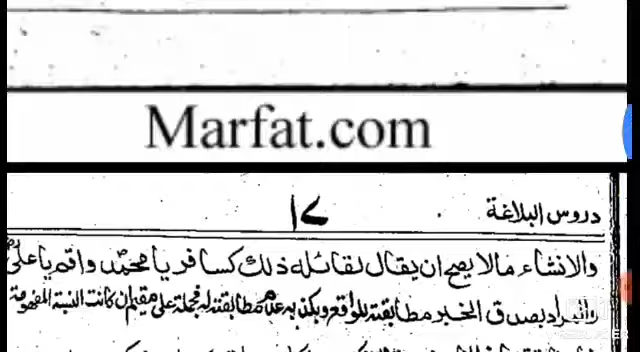 Marfat.com
دروس البلاغة
١٧
والانشاء مالا يصح ان يقال لقائله ذلك كسافر يا محمد واقم يا علي
والمراد بصدق الخبر مطابقته للواقع وبكذبه عدم مطابقته له فجملة علي مقيم ان كانت النسبة المفهومة